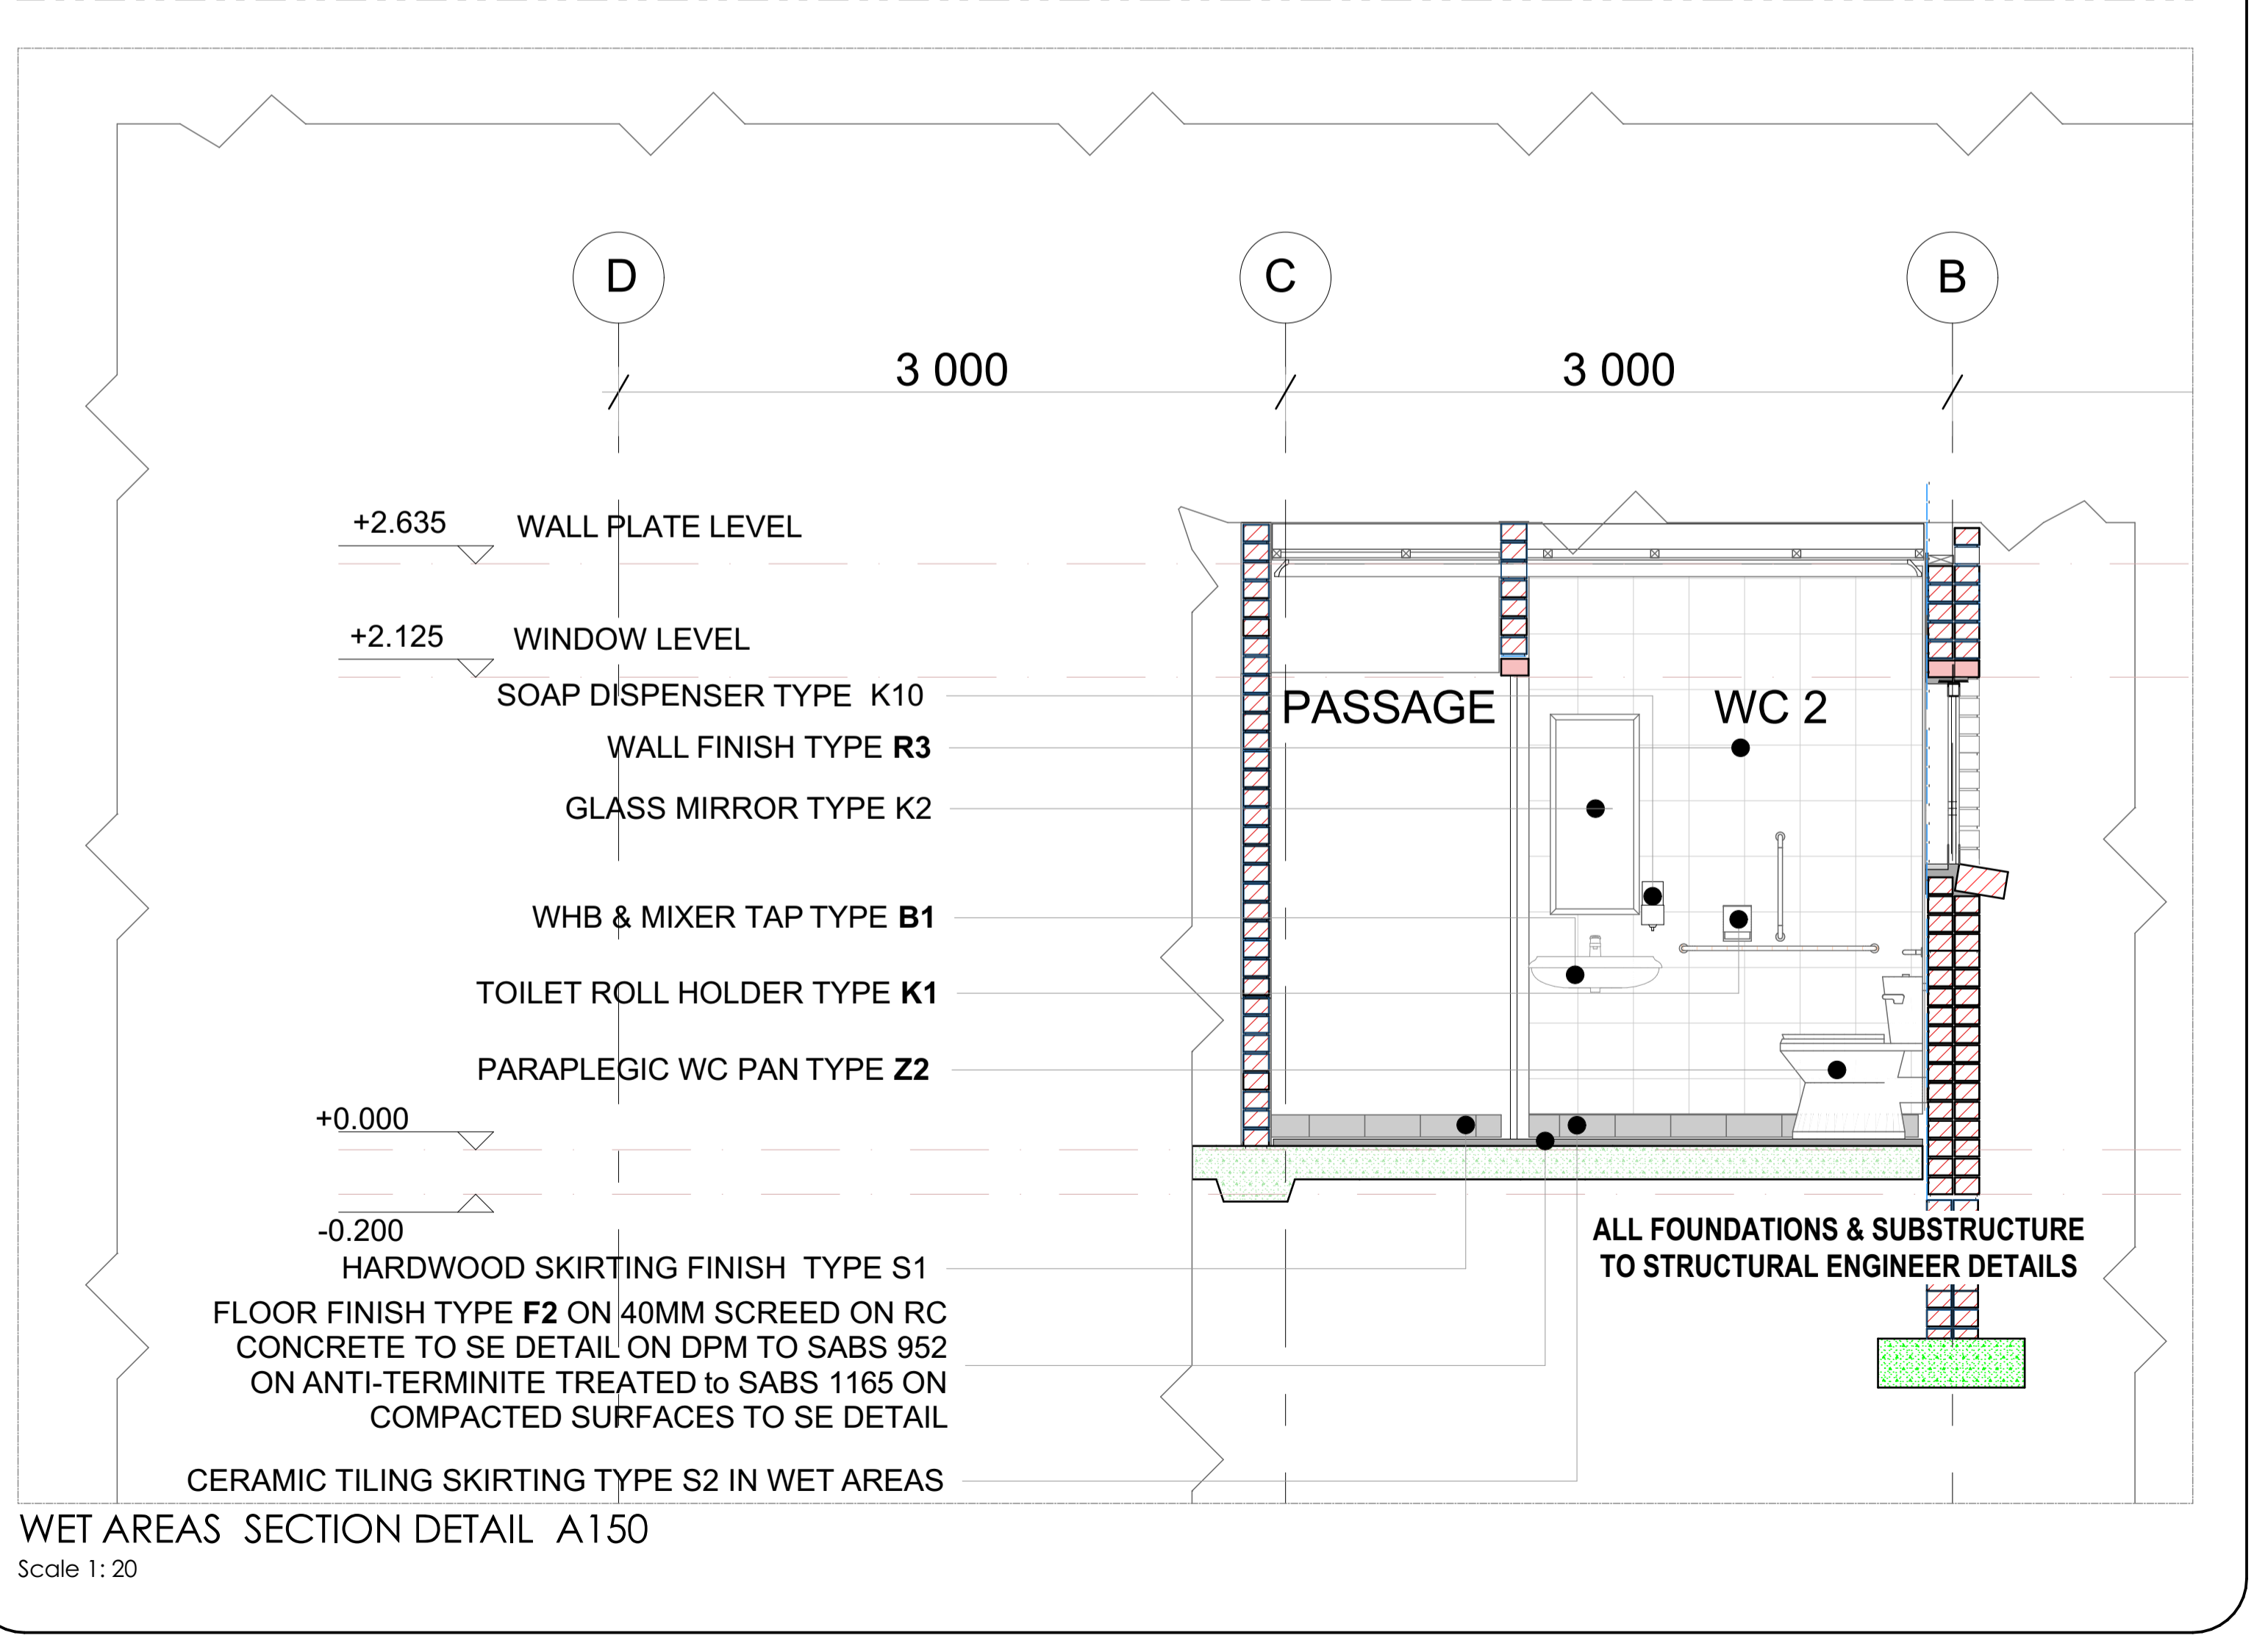 D
C
B
3 000
3 000
+2.635
WALL PLATE LEVEL
+2.125
WINDOW LEVEL
SOAP DISPENSER TYPE K10
PASSAGE
WC 2
WALL FINISH TYPE R3
GLASS MIRROR TYPE K2
WHB & MIXER TAP TYPE B1
TOILET ROLL HOLDER TYPE K1
PARAPLEGIC WC PAN TYPE Z2
+0.000
-0.200
ALL FOUNDATIONS & SUBSTRUCTURE
TO STRUCTURAL ENGINEER DETAILS
HARDWOOD SKIRTING FINISH TYPE S1
FLOOR FINISH TYPE F2 ON 40MM SCREED ON RC
CONCRETE TO SE DETAIL ON DPM TO SABS 952
ON ANTI-TERMINITE TREATED to SABS 1165 ON
COMPACTED SURFACES TO SE DETAIL
CERAMIC TILING SKIRTING TYPE S2 IN WET AREAS
WET AREAS SECTION DETAIL A150
Scale 1: 20